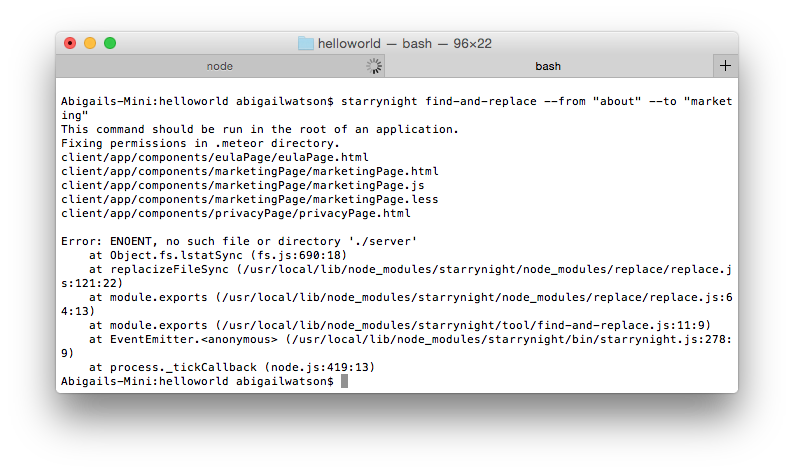 helloworld — bash — 96×22
node
bash
+
Abigails-Mini:helloworld abigailwatson$ starrynight find-and-replace --from "about" --to "market
ing"
This command should be run in the root of an application.
Fixing permissions in .meteor directory.
client/app/components/eulaPage/eulaPage.html
client/app/components/marketingPage/marketingPage.html
client/app/components/marketingPage/marketingPage.js
client/app/components/marketingPage/marketingPage.less
client/app/components/privacyPage/privacyPage.html
Error: ENOENT, no such file or directory './server'
at Object.fs.lstatSync (fs.js:690:18)
at replacizeFileSync (/usr/local/lib/node_modules/starrynight/node_modules/replace/replace.j
s:121:22)
at module.exports (/usr/local/lib/node_modules/starrynight/node_modules/replace/replace.js:6
4:13)
at module.exports (/usr/local/lib/node_modules/starrynight/tool/find-and-replace.js:11:9)
at EventEmitter.<anonymous> (/usr/local/lib/node_modules/starrynight/bin/starrynight.js:278:
9)
at process._tickCallback (node.js:419:13)
Abigails-Mini:helloworld abigailwatson$